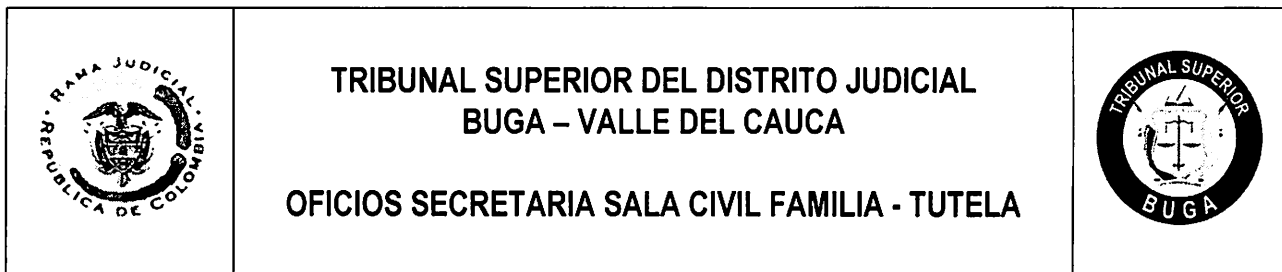 RAMA JUDICIAL
REPUBLICA DE COLOMBIA
TRIBUNAL SUPERIOR DEL DISTRITO JUDICIAL
BUGA – VALLE DEL CAUCA
OFICIOS SECRETARIA SALA CIVIL FAMILIA - TUTELA
TRIBUNAL SUPERIOR
BUGA